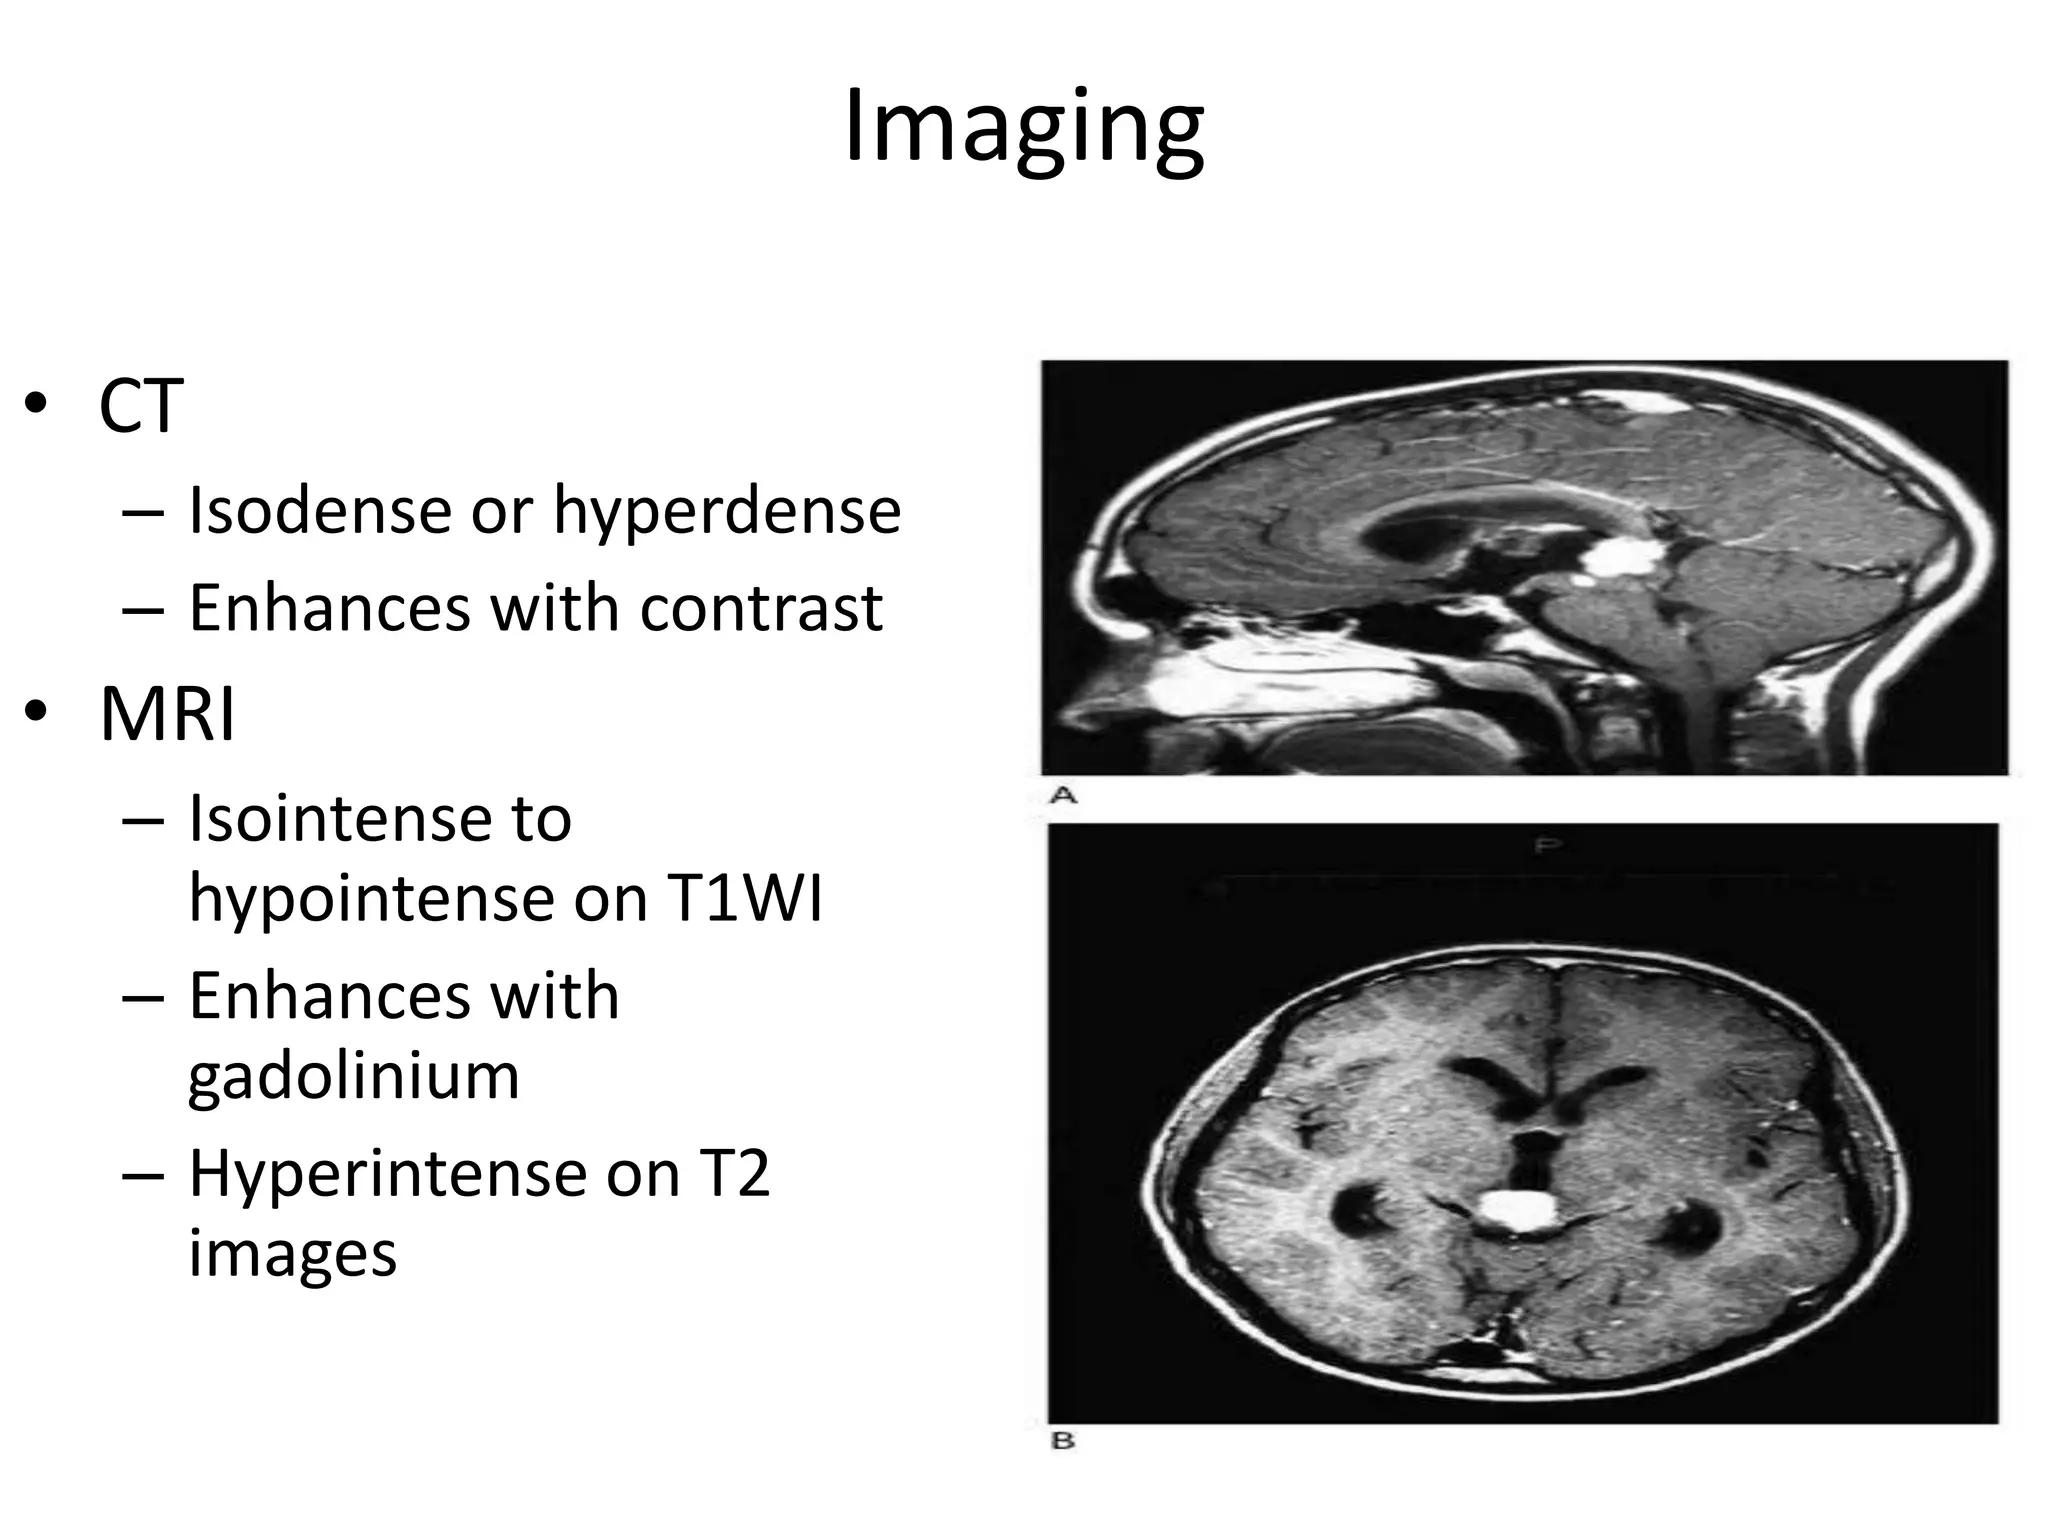 Imaging
• CT
– Isodense or hyperdense
– Enhances with contrast
• MRI
– Isointense to
hypointense on T1WI
– Enhances with
gadolinium
– Hyperintense on T2
images
A
P
B